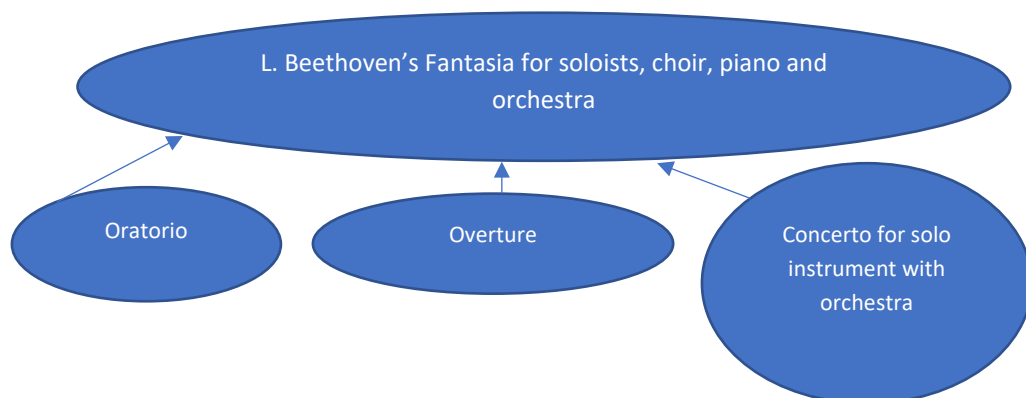 L. Beethoven’s Fantasia for soloists, choir, piano and
orchestra
Oratorio
Overture
Concerto for solo
instrument with
orchestra